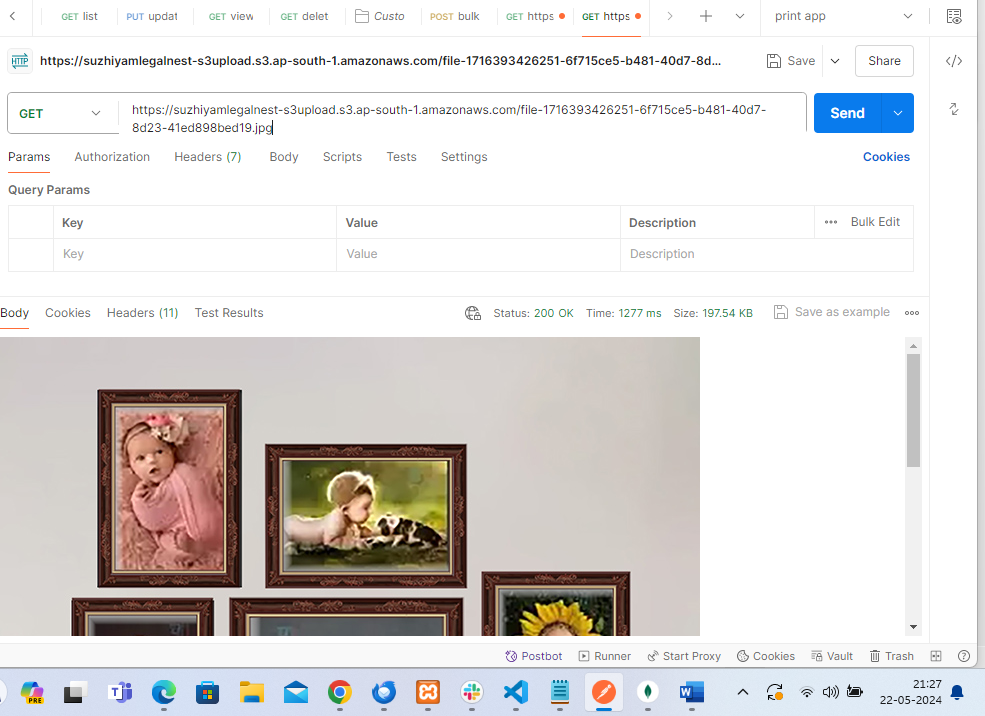 GET list
PUT updat
GET view
GET delet
Custo
POST bulk
GET https
GET https
print app
HTTP
https://suzhiyamlegalnest-s3upload.s3.ap-south-1.amazonaws.com/file-1716393426251-6f715ce5-b481-40d7-8d...
Save
Share
GET
https://suzhiyamlegalnest-s3upload.s3.ap-south-1.amazonaws.com/file-1716393426251-6f715ce5-b481-40d7-
8d23-41ed898bed19.jpg
Send
Params Authorization Headers (7) Body Scripts Tests Settings Cookies
Query Params
Key Value Description Bulk Edit
Key Value Description
Body Cookies Headers (11) Test Results Status: 200 OK Time: 1277 ms Size: 197.54 KB Save as example
Postbot Runner Start Proxy Cookies Vault Trash
PRE
21:27
22-05-2024